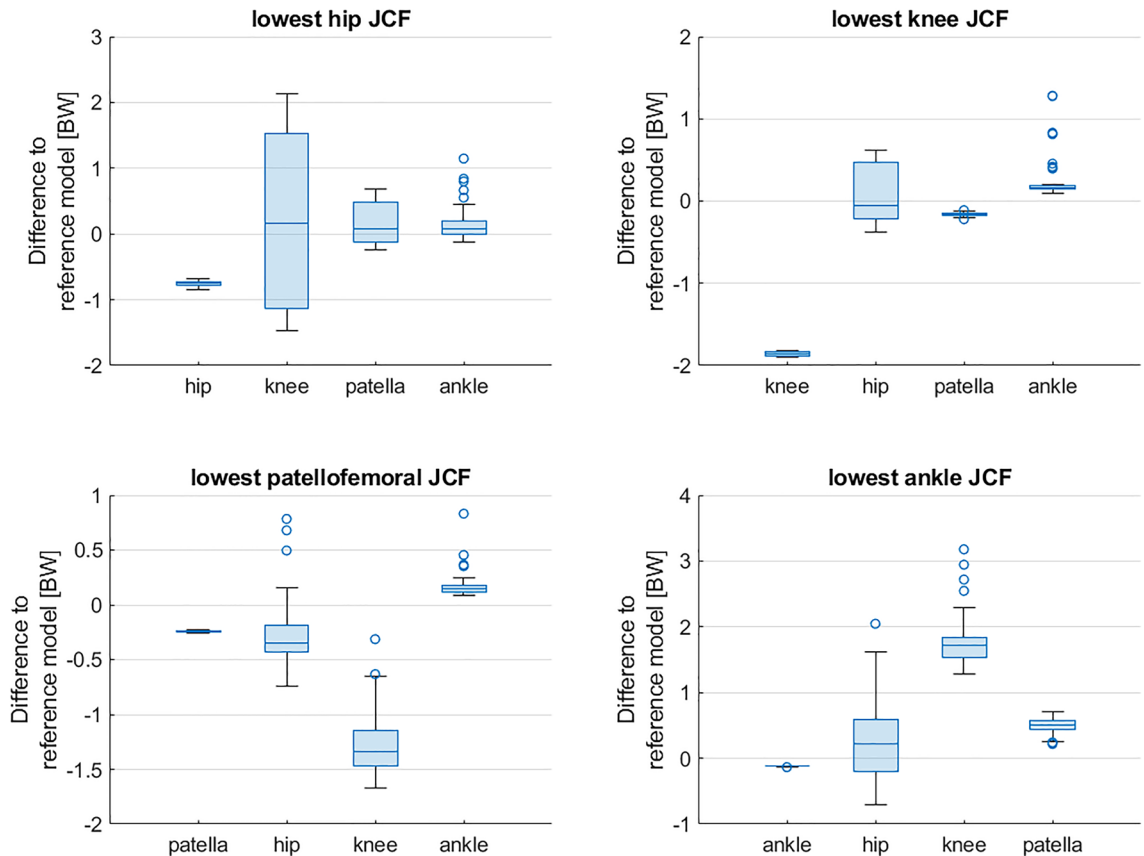 lowest hip JCF
Difference to
reference model [BW]
3
2
1
0
-1
-2
hip knee patella ankle
lowest knee JCF
Difference to
reference model [BW]
2
1
0
-1
-2
knee hip patella ankle
lowest patellofemoral JCF
Difference to
reference model [BW]
1
0.5
0
-0.5
-1
-1.5
-2
patella hip knee ankle
lowest ankle JCF
Difference to
reference model [BW]
4
3
2
1
0
-1
ankle hip knee patella